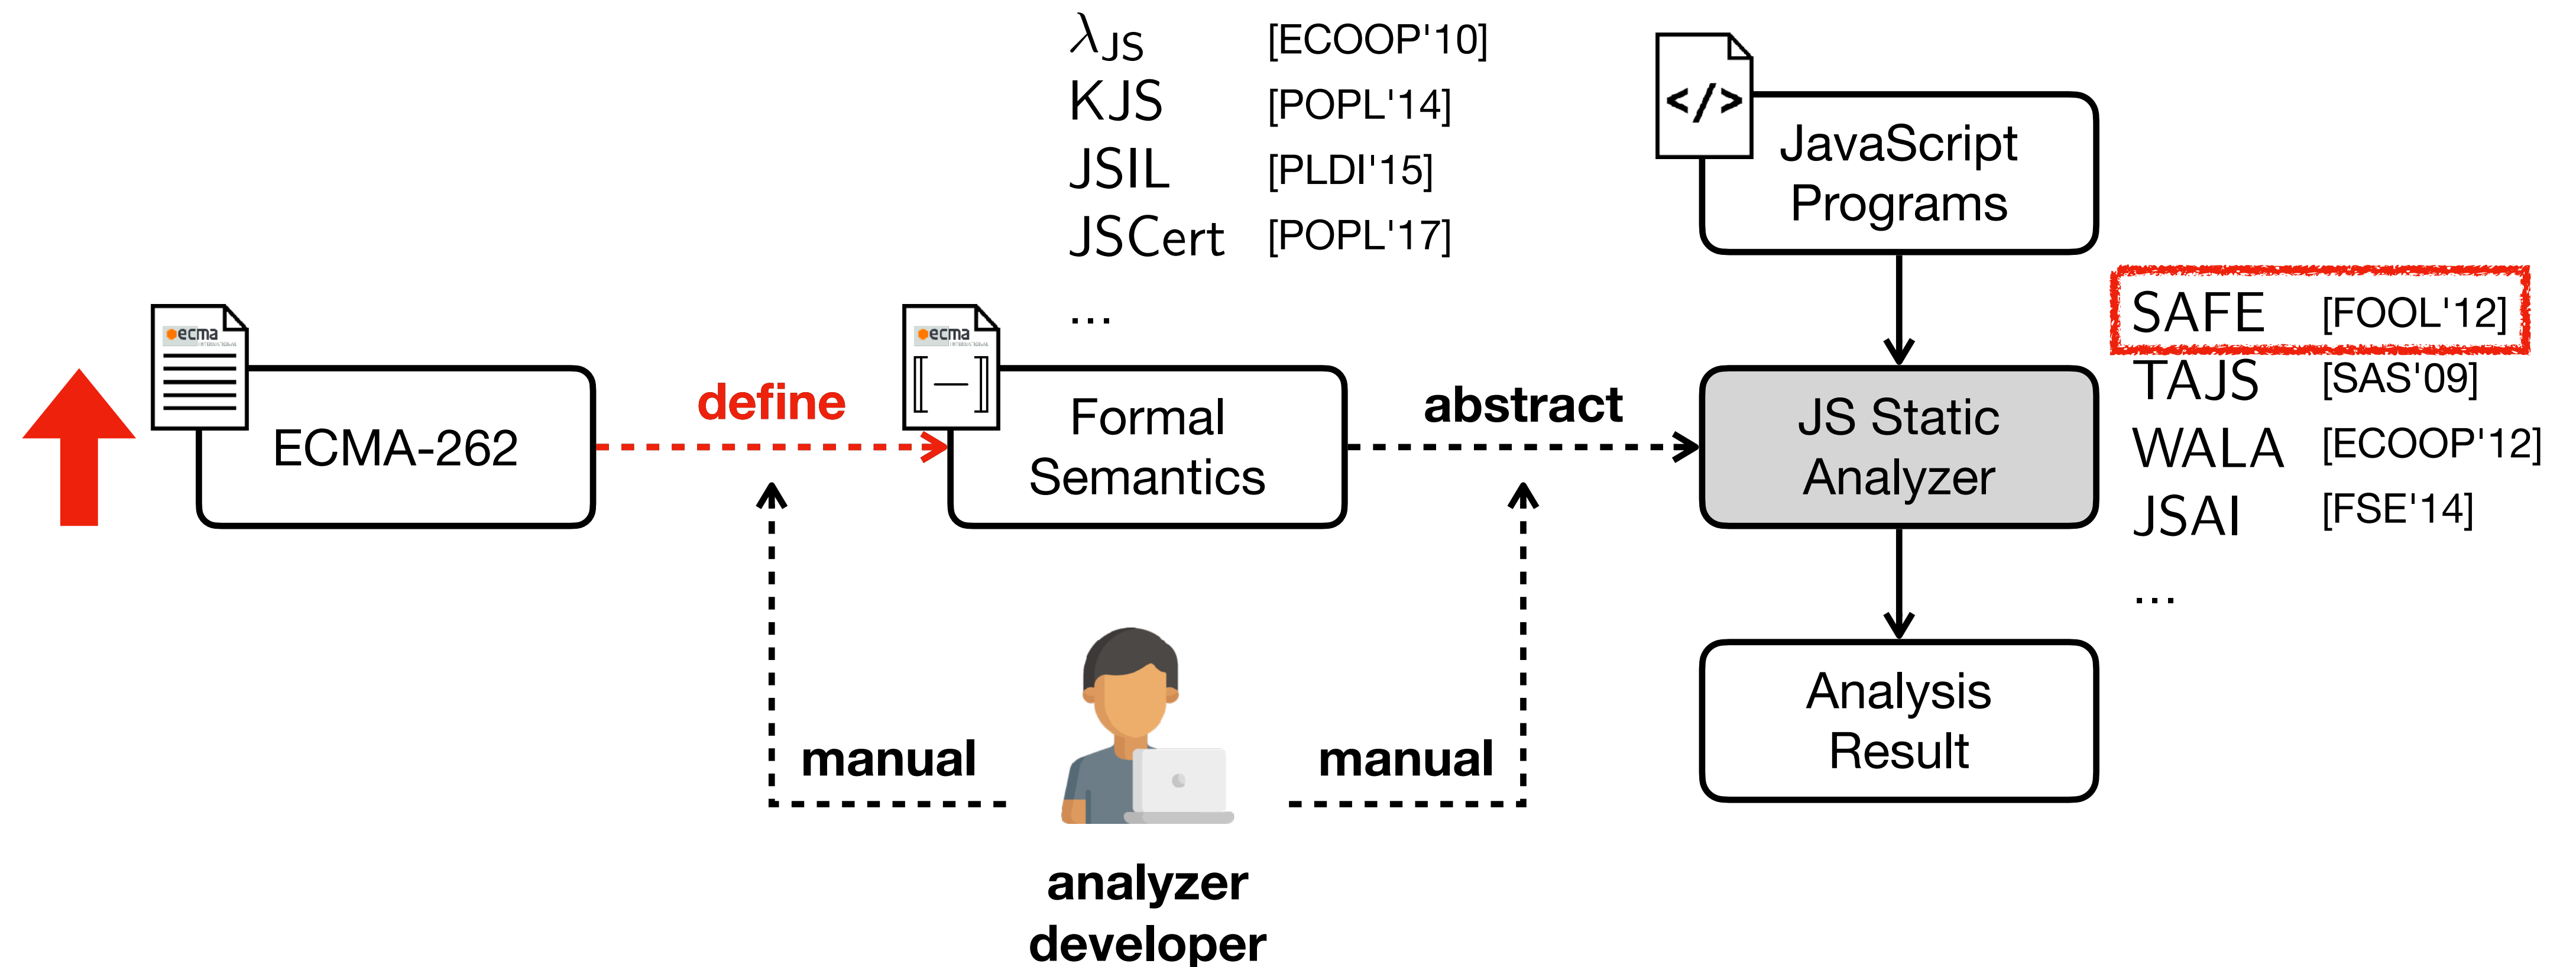 λJS [ECOOP'10]
KJS [POPL'14]
JSIL [PLDI'15]
JSCert [POPL'17]
...
</>
JavaScript
Programs
SAFE [FOOL'12]
TAJS [SAS'09]
WALA [ECOOP'12]
JSAI [FSE'14]
...
ecma
ECMA-262
define
ecma
⟦—⟧
Formal
Semantics
abstract
JS Static
Analyzer
manual
manual
Analysis
Result
analyzer
developer